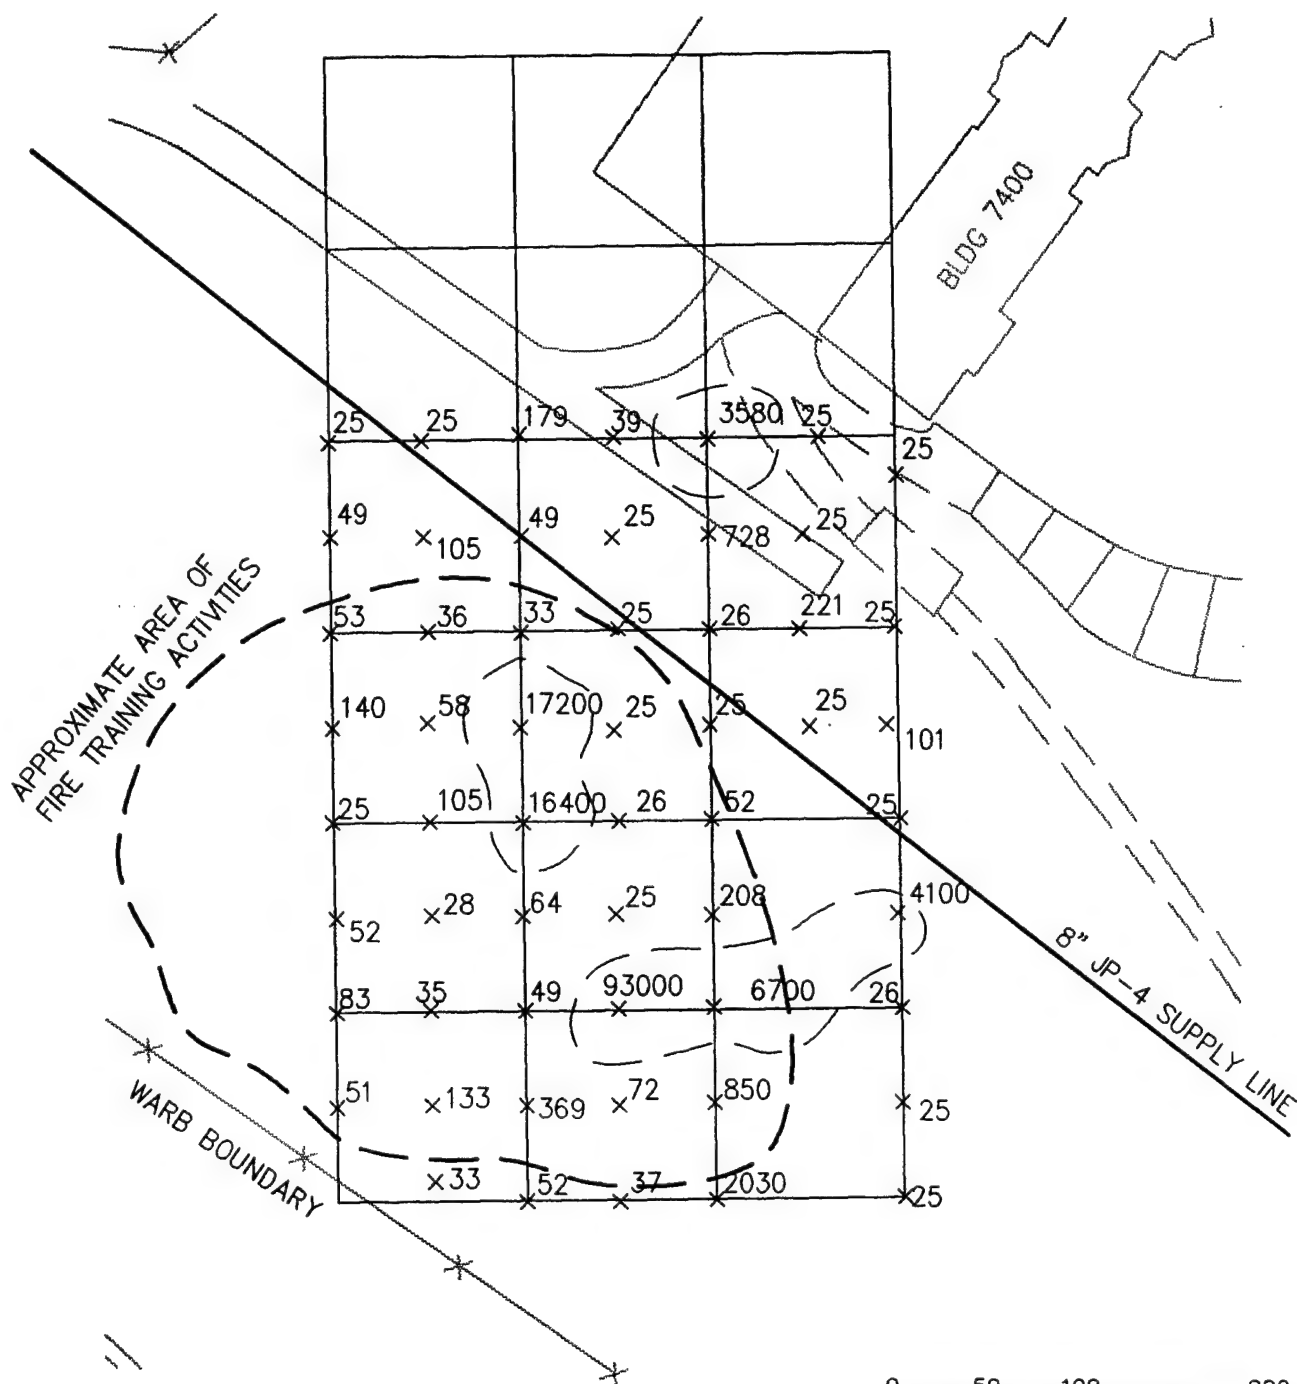 BLDG 7400
25 25 179 39 3580 25
25
49 105 49 25 728 25
APPROXIMATE AREA OF
FIRE TRAINING ACTIVITIES
53 36 33 25 26 221 25
140 58 17200 25 25 25 101
25 105 16400 26 52 25
52 28 64 25 208 4100
83 35 49 93000 6700 26
8" JP-4 SUPPLY LINE
51 133 369 72 850 25
WARB BOUNDARY
33 52 37 2030 25
0 50 100 200